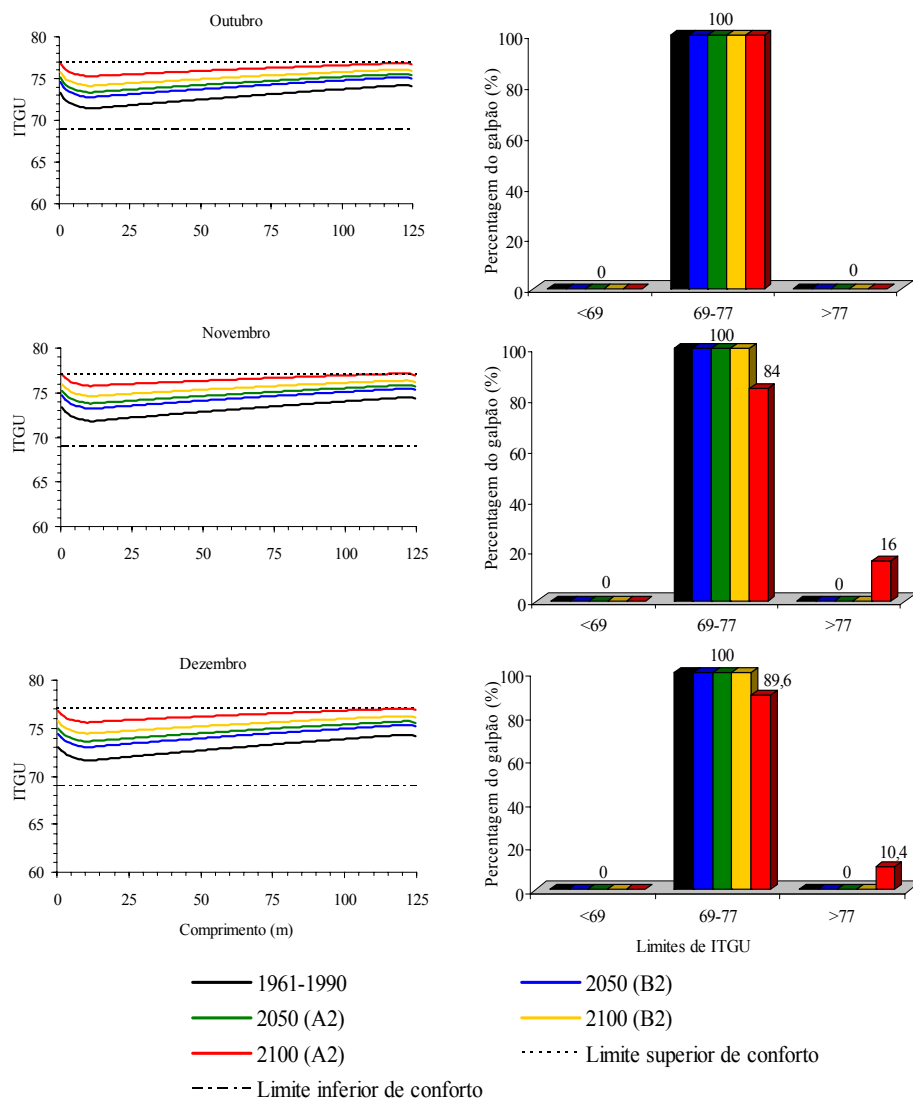 Outubro
80
75
70
65
60
ITGU
0 25 50 75 100 125
Percentagem do galpão (%)
100
80
60
40
20
0
0
100
0
<69 69-77 >77
Novembro
80
75
70
65
60
ITGU
0 25 50 75 100 125
Percentagem do galpão (%)
100
80
60
40
20
0
0
100
84
0
16
<69 69-77 >77
Dezembro
80
75
70
65
60
ITGU
0 25 50 75 100 125
Comprimento (m)
Percentagem do galpão (%)
100
80
60
40
20
0
0
100
89,6
0
10,4
<69 69-77 >77
Limites de ITGU
1961-1990
2050 (B2)
2050 (A2)
2100 (B2)
2100 (A2)
Limite superior de conforto
Limite inferior de conforto